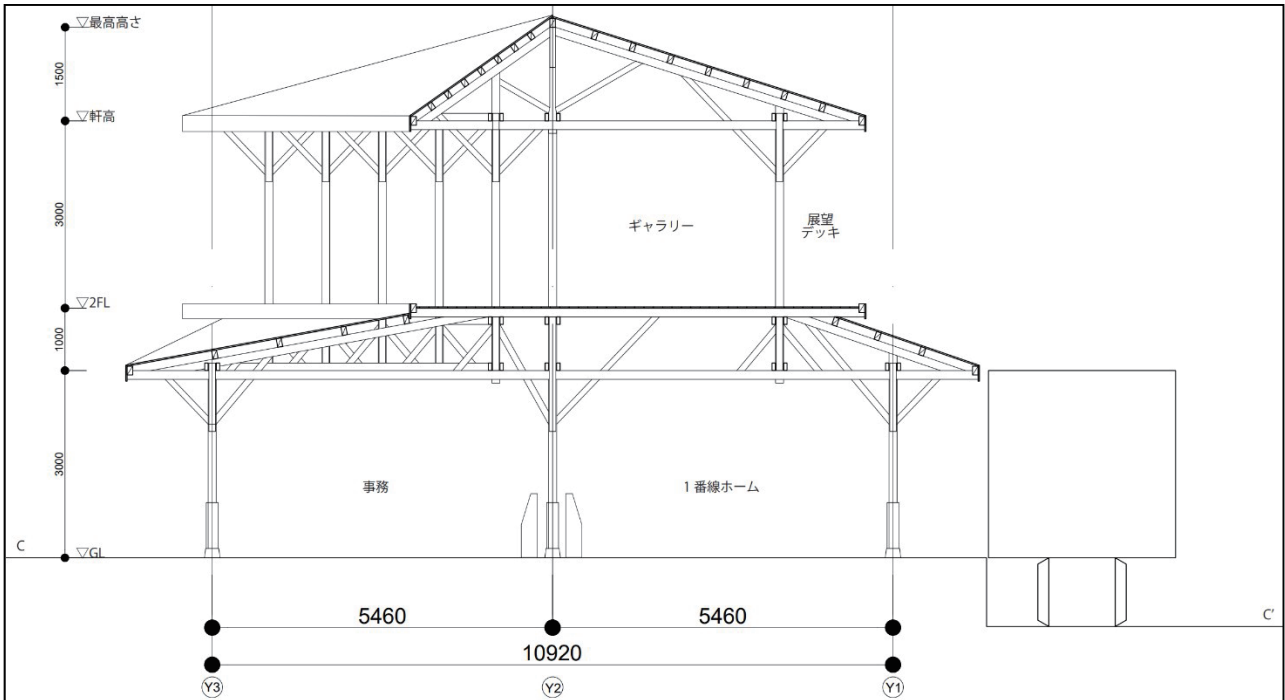 ▽最高高さ
1500
▽軒高
3000
ギャラリー
展望
デッキ
▽2FL
1000
3000
事務
1番線ホーム
C
▽GL
C'
5460
5460
10920
Y3
Y2
Y1